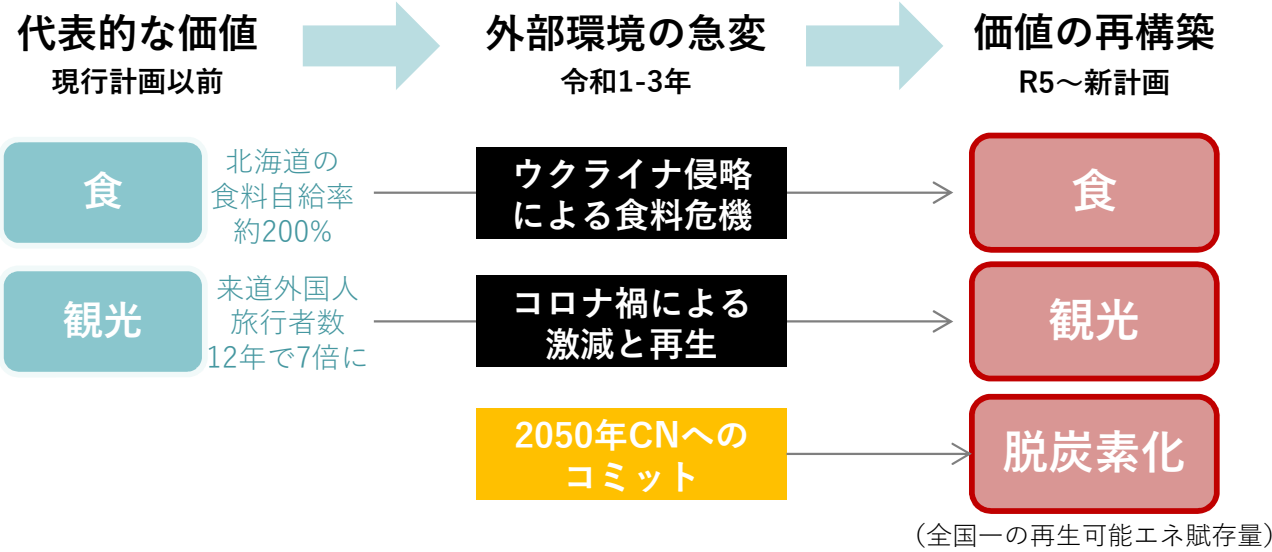 代表的な価値
現行計画以前
外部環境の急変
令和1-3年
価値の再構築
R5～新計画
食
北海道の
食料自給率
約200%
ウクライナ侵略
による食料危機
食
観光
来道外国人
旅行者数
12年で7倍に
コロナ禍による
激減と再生
観光
2050年CNへの
コミット
脱炭素化
（全国一の再生可能エネ賦存量）